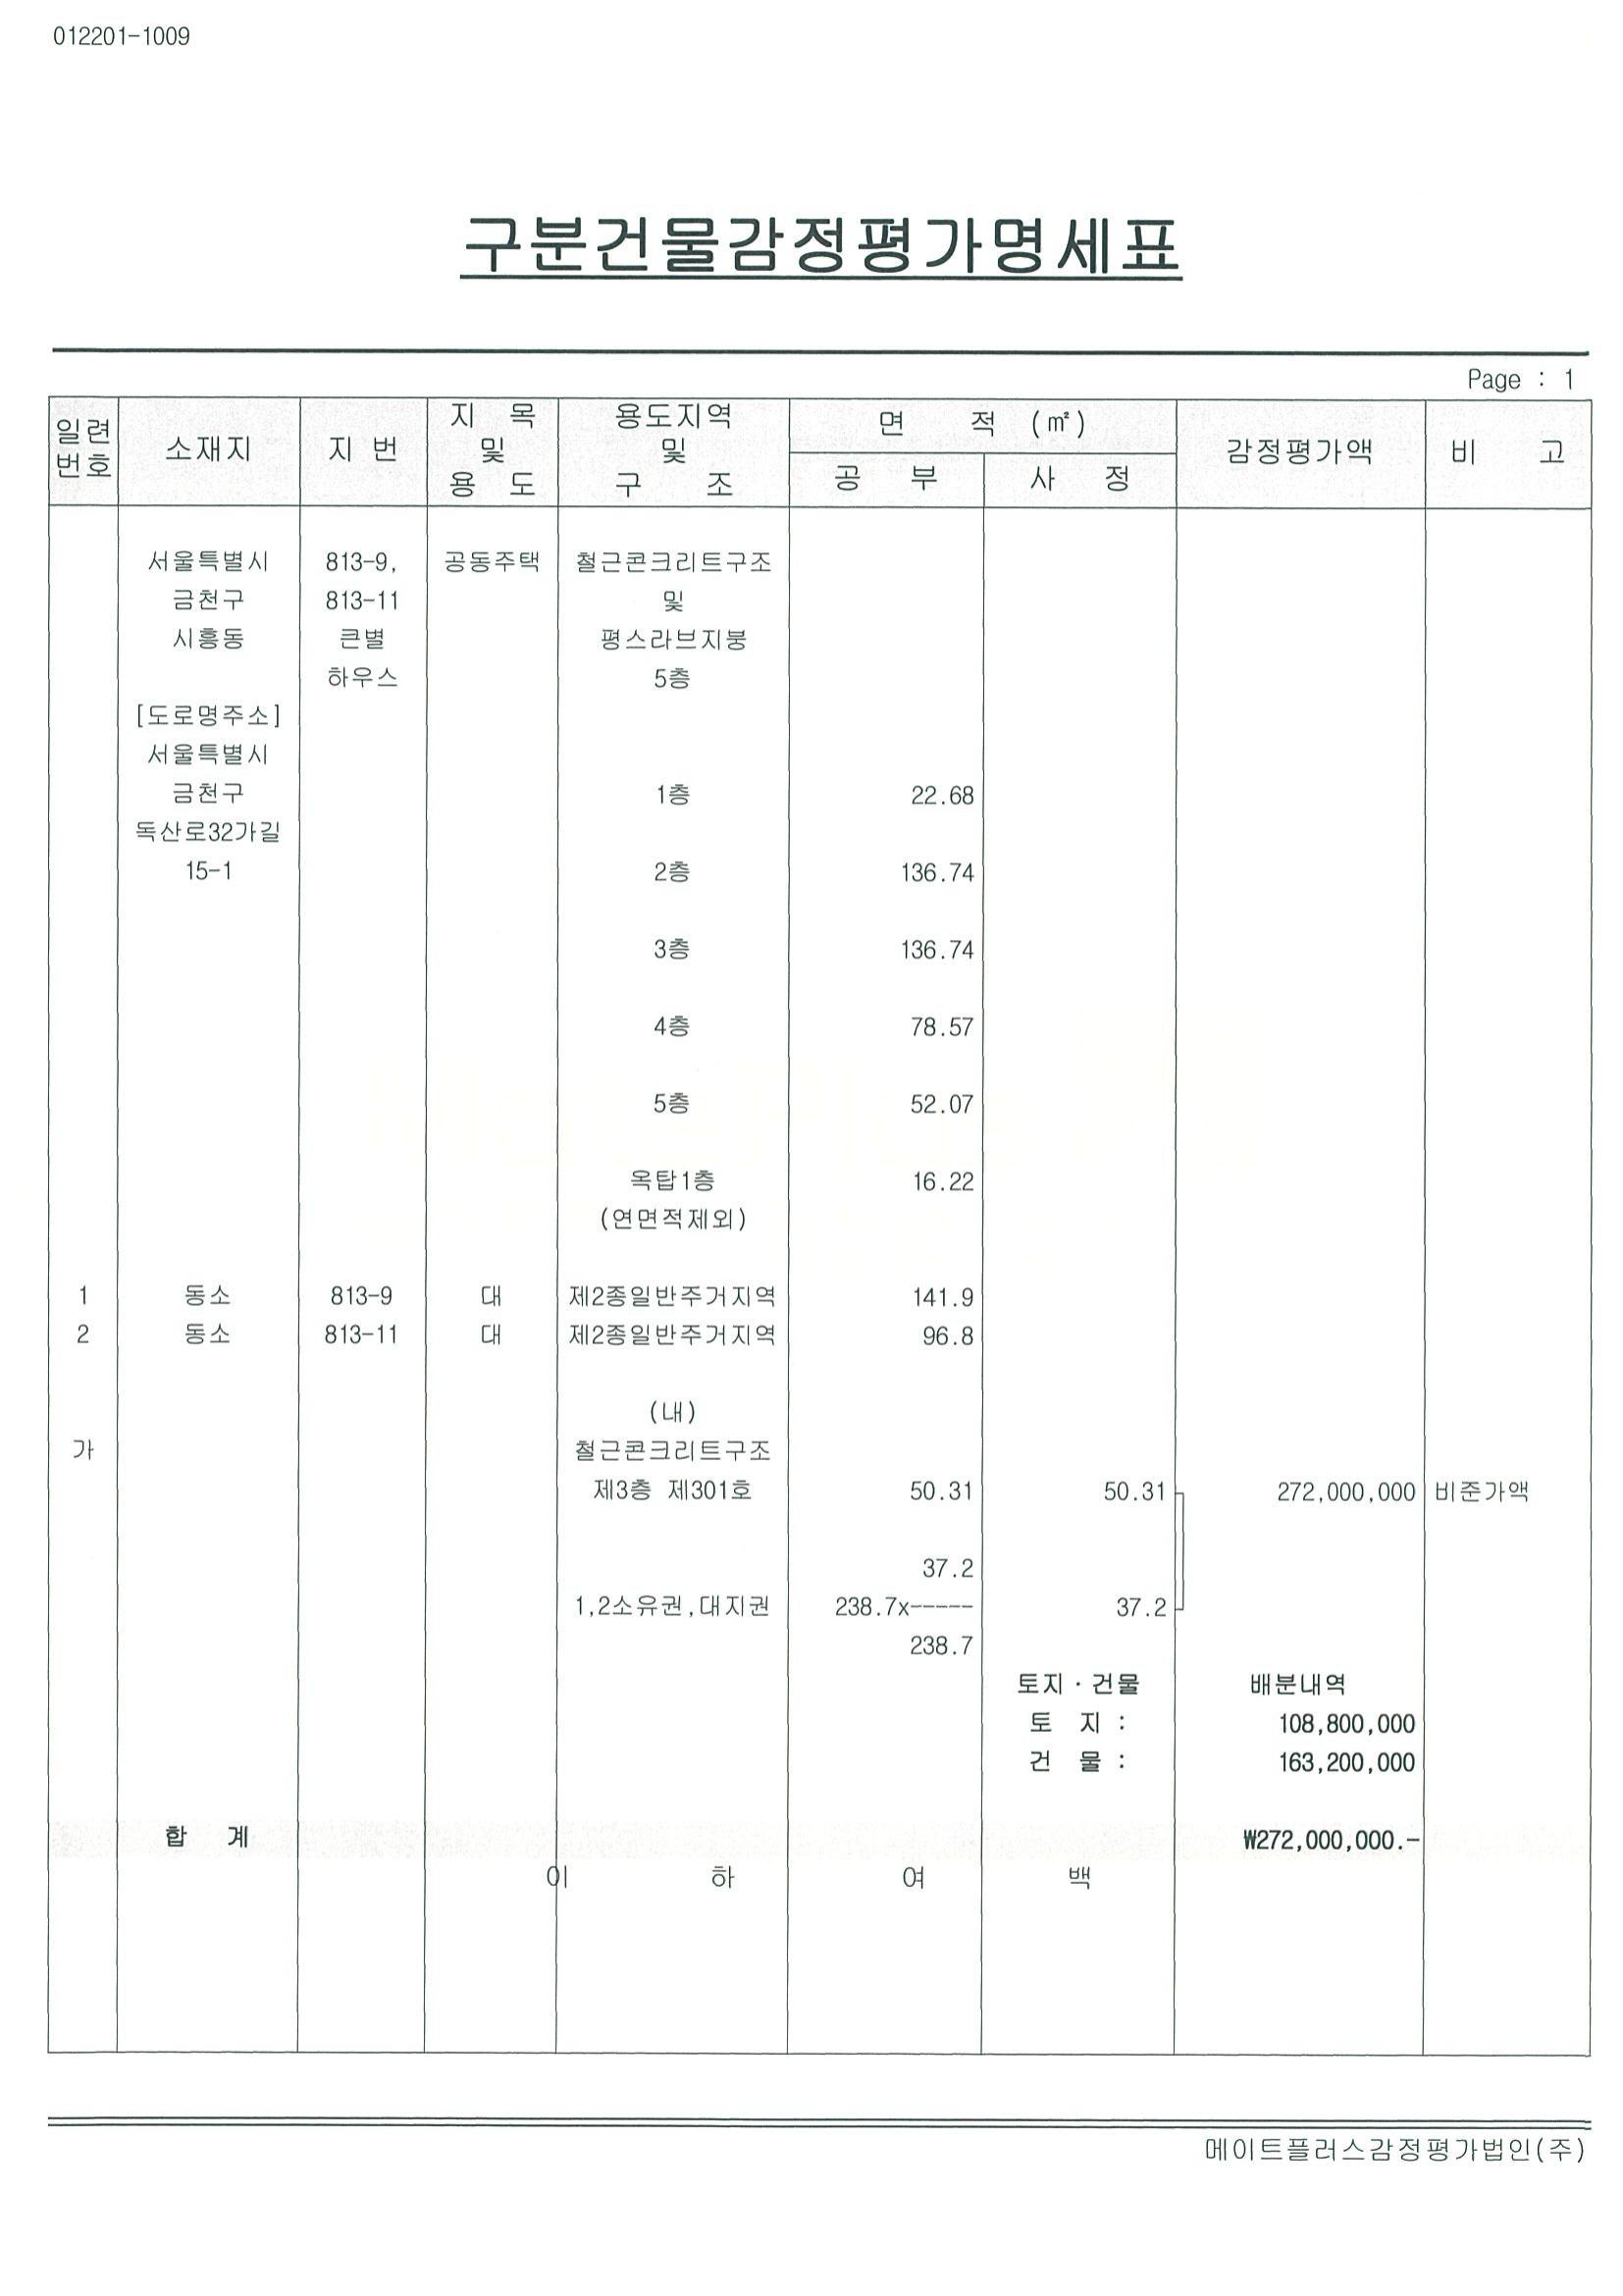 012201-1009
구분건물감정평가명세표
Page : 1
일련번호 소재지 지 번 지 목 및 용 도 용도지역 및 구 조 면 적 (㎡) 감정평가액 비 고
공 부 사 정
서울특별시 813-9, 공동주택 철근콘크리트구조
금천구 813-11 및
시흥동 큰별 평스라브지붕
하우스 5층
[도로명주소]
서울특별시
금천구 1층 22.68
독산로32가길
15-1 2층 136.74
3층 136.74
4층 78.57
5층 52.07
옥탑1층 16.22
(연면적제외)
1 동소 813-9 대 제2종일반주거지역 141.9
2 동소 813-11 대 제2종일반주거지역 96.8
(내)
가 철근콘크리트구조
제3층 제301호 50.31 50.31 272,000,000 비준가액
37.2
1,2소유권,대지권 238.7x----- 37.2
238.7
토지·건물 배분내역
토 지 : 108,800,000
건 물 : 163,200,000
합 계 ₩272,000,000.-
이 하 여 백
메이트플러스감정평가법인(주)